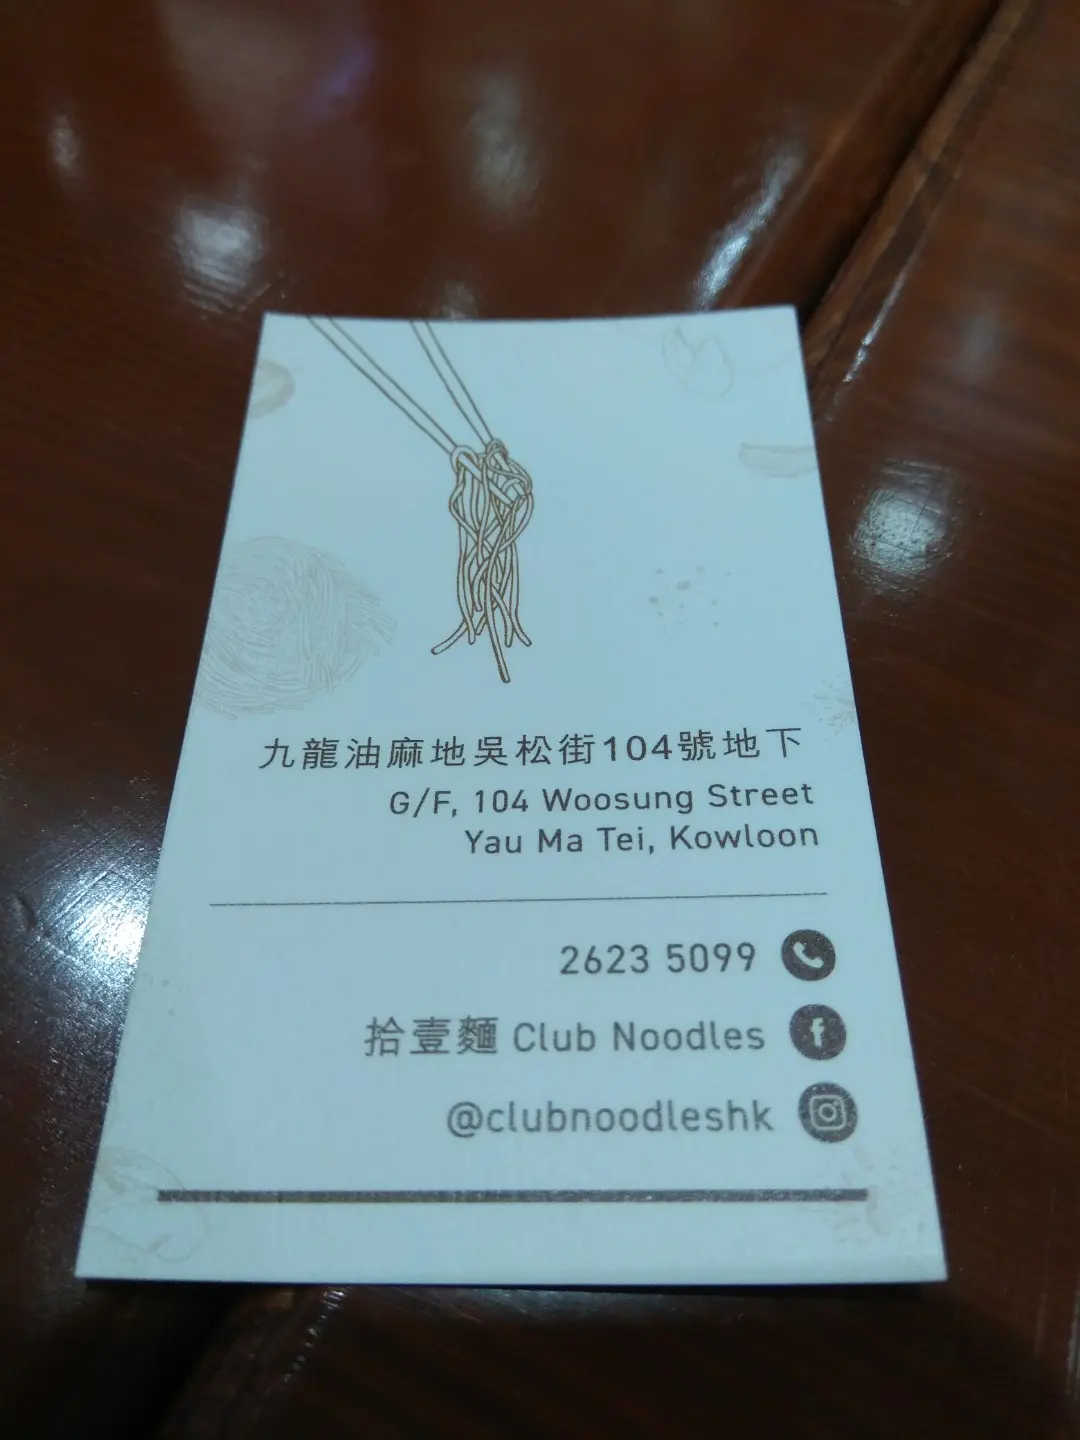 九龍油麻地吳松街104號地下
G/F, 104 Woosung Street
Yau Ma Tei, Kowloon
2623 5099
拾壹麵 Club Noodles
@clubnoodleshk